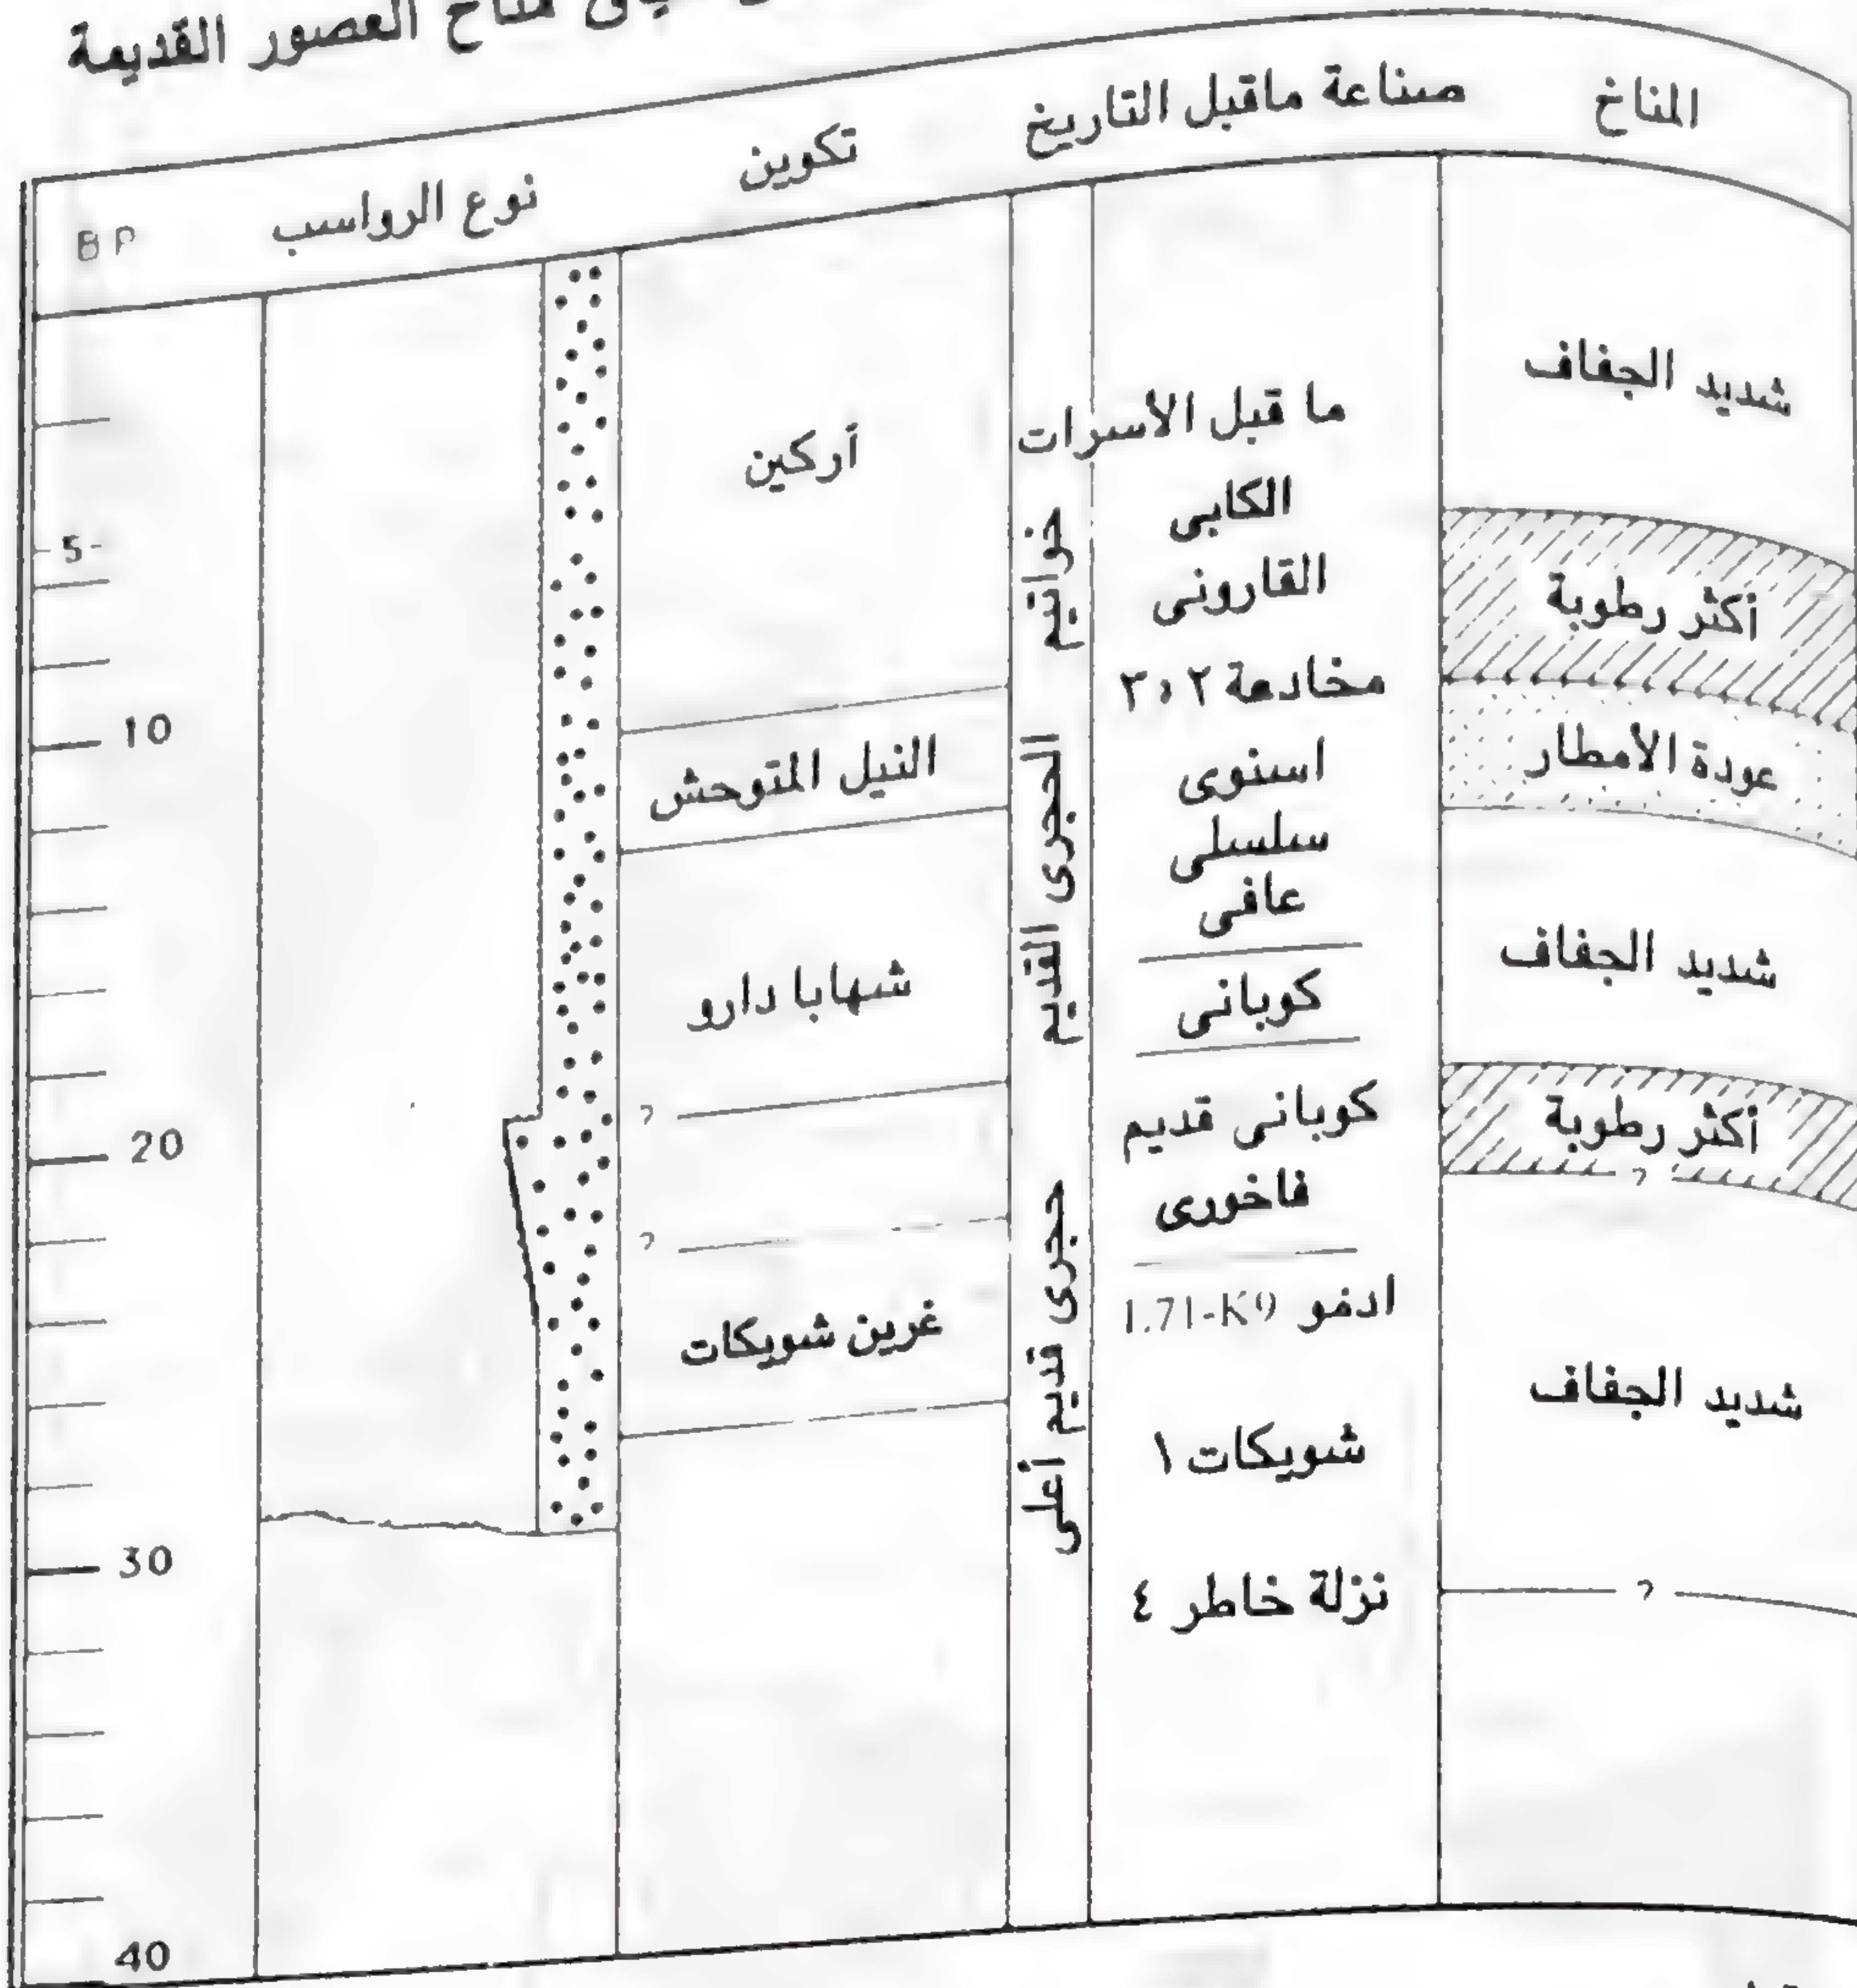 مناخ العصور القديمة
المناخ
صناعة ماقبل التاريخ
تكوين
نوع الرواسب
BP
شديد الجفاف
أكثر رطوبة
عودة الأمطار
شديد الجفاف
أكثر رطوبة
?
شديد الجفاف
?
ما قبل الأسرات
الكابى
القارونى
مخادمة ٢، ٣
اسنوى
سلسلى
عافى
كوبانى
كوبانى قديم
فاخورى
ادفو 1.71-K9
شويكات ١
نزلة خاطر ٤
خواتيم الحجرى القديم
حجرى قديم أعلى
أركين
النيل المتوحش
شهابا دارو
?
?
غرين شويكات
-5-
10
20
30
40